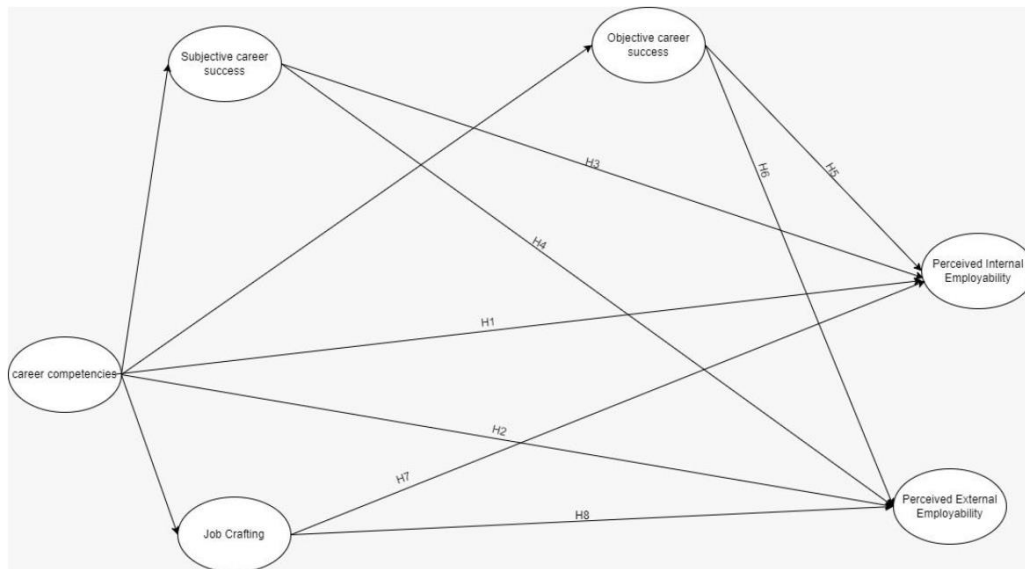 Objective career
success
Subjective career
success
H3
H6
H5
H4
Perceived Internal
Employability
H1
career competencies
H2
H7
Perceived External
Employability
H8
Job Crafting